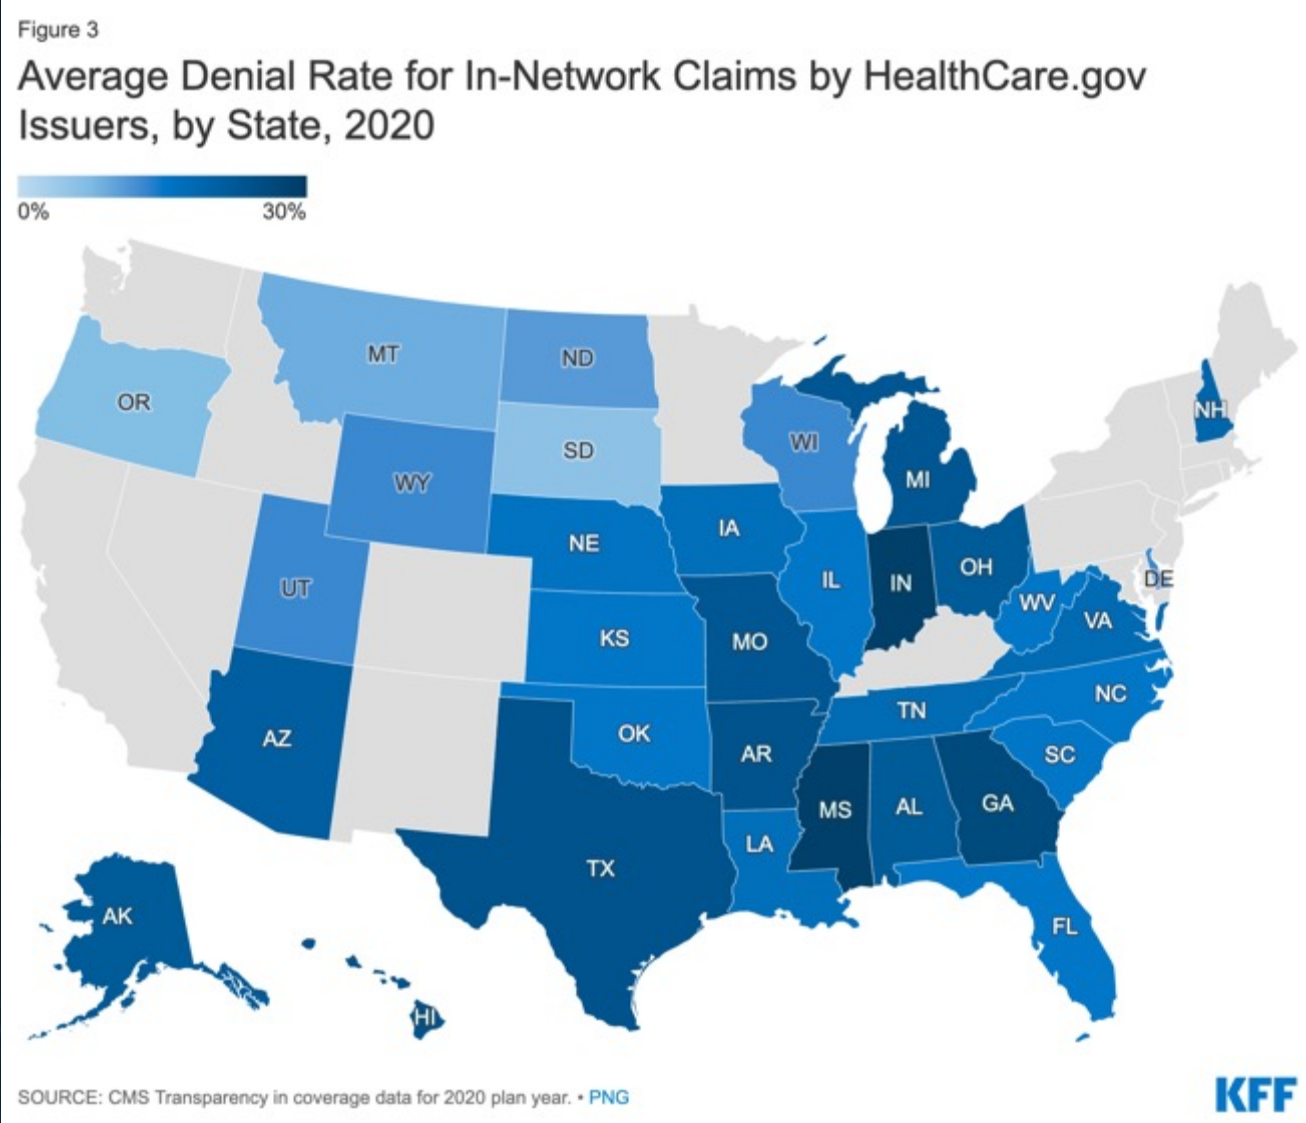 Figure 3
Average Denial Rate for In-Network Claims by HealthCare.gov
Issuers, by State, 2020
0% 30%
MT
ND
OR
NH
WI
SD
MI
WY
IA
NE
OH
DE
IL
IN
UT
WV
VA
KS
MO
NC
TN
OK
AZ
AR
SC
GA
AL
MS
LA
TX
AK
FL
HI
SOURCE: CMS Transparency in coverage data for 2020 plan year. • PNG
KFF